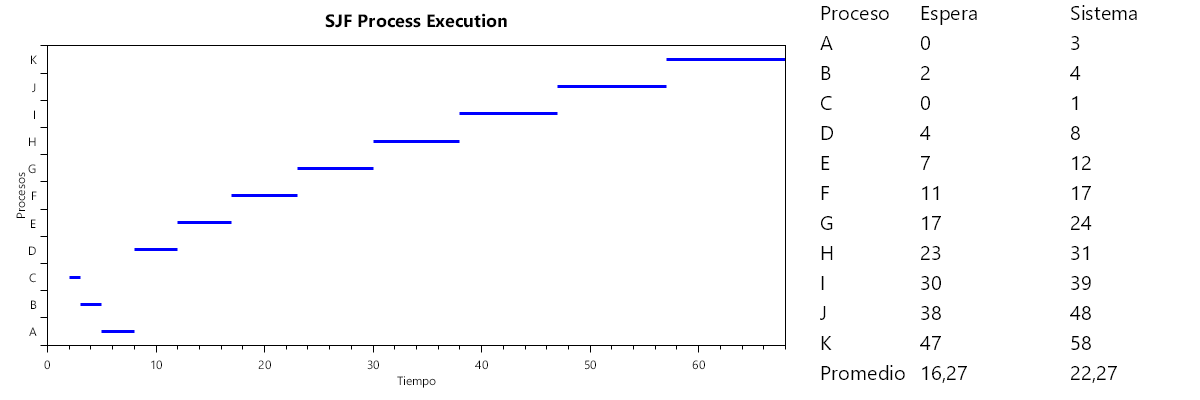 SJF Process Execution
K
J
I
H
G
F
E
D
C
B
A
Procesos
0 10 20 30 40 50 60
Tiempo
Proceso Espera Sistema
A 0 3
B 2 4
C 0 1
D 4 8
E 7 12
F 11 17
G 17 24
H 23 31
I 30 39
J 38 48
K 47 58
Promedio 16,27 22,27